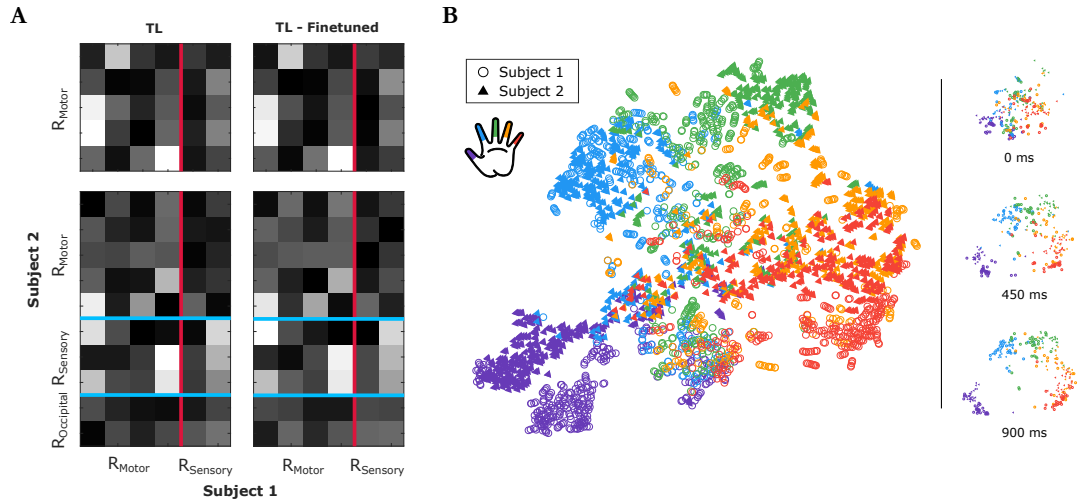 A
TL
TL - Finetuned
R_Motor
Subject 2
R_Motor
R_Sensory
R_Occipital
R_Motor
R_Sensory
R_Motor
R_Sensory
Subject 1
B
Subject 1
Subject 2
0 ms
450 ms
900 ms